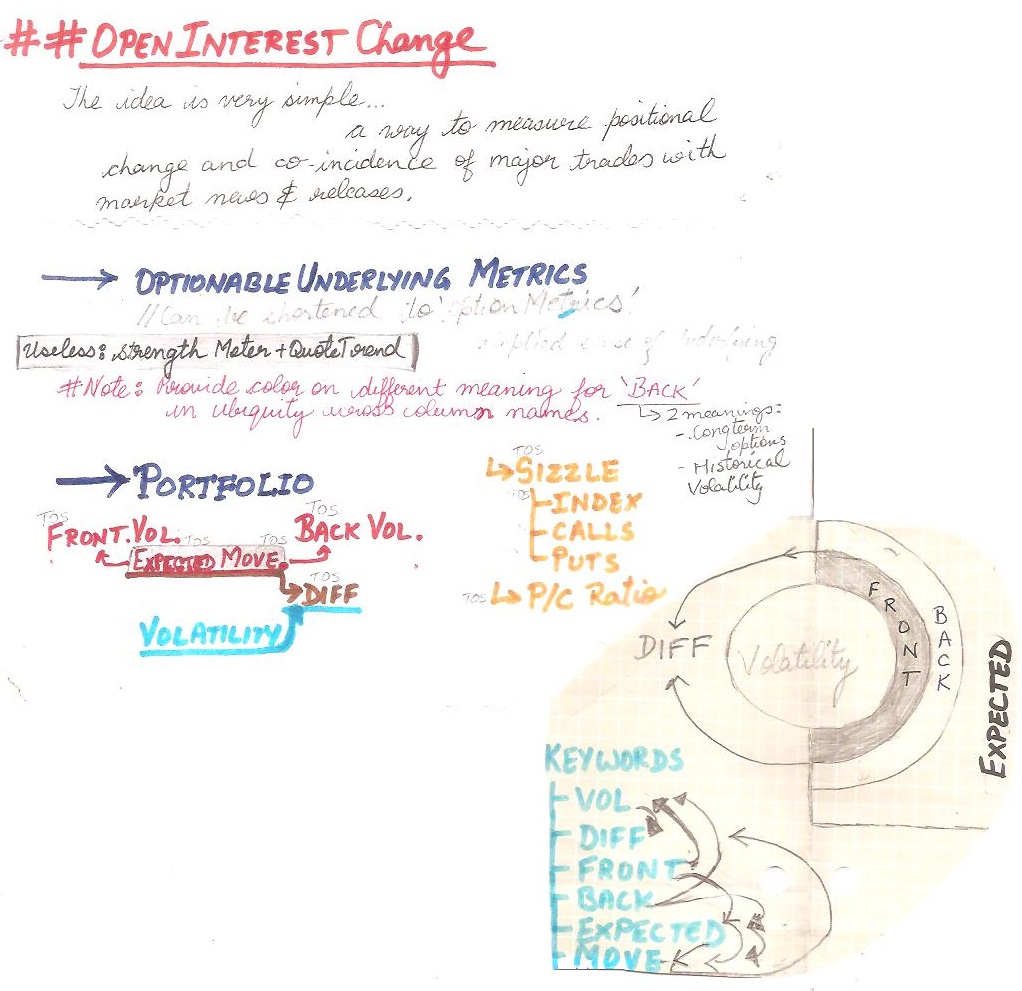 ## OPEN INTEREST Change
The idea is very simple...
a way to measure positional
change and co-incidence of major trades with
market news & releases.
→ OPTIONABLE UNDERLYING METRICS
// Can be shortened to 'option Metrics'
Useless: strength Meter + QuoteTrend
of Underlying
#Note: Provide color on different meaning for 'BACK'
in ubiquity across column names.
↳ 2 meanings:
- Longterm
options
- Historical
Volatility
→ PORTFOLIO
TOS
FRONT.VOL.
TOS
BACK VOL.
TOS TOS
EXPECTED MOVE
TOS
DIFF
VOLATILITY
TOS
↳ SIZZLE
TOS
INDEX
CALLS
PUTS
TOS ↳ P/C Ratio
DIFF
Volatility
FRONT
BACK
EXPECTED
KEYWORDS
VOL
DIFF
FRONT
BACK
EXPECTED
MOVE